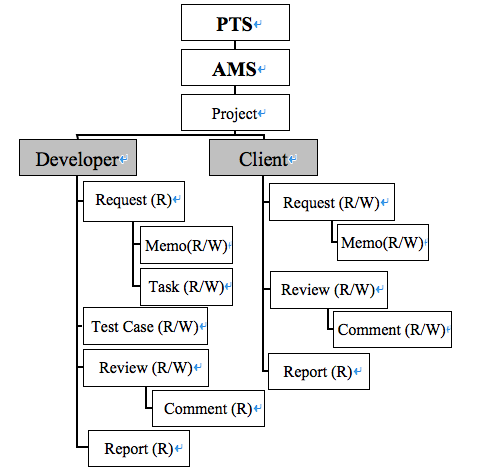 PTS
AMS
Project
Developer
Client
Request (R)
Memo(R/W)
Task (R/W)
Test Case (R/W)
Review (R/W)
Comment (R)
Report (R)
Request (R/W)
Memo(R/W)
Review (R/W)
Comment (R/W)
Report (R)